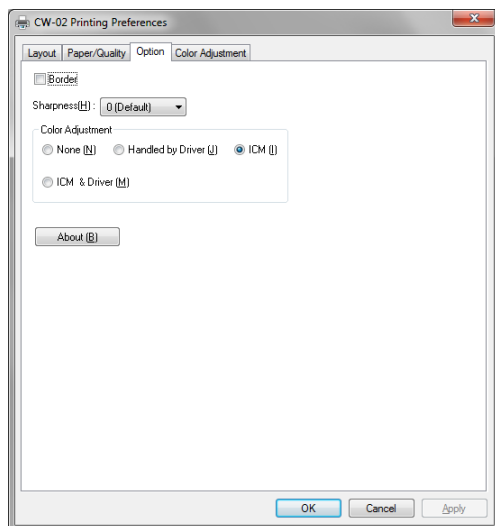 CW-02 Printing Preferences
Layout Paper/Quality Option Color Adjustment
Border
Sharpness(H) : 0 (Default)
Color Adjustment
None (N) Handled by Driver (J) ICM (I)
ICM & Driver (M)
About (B)
OK Cancel Apply